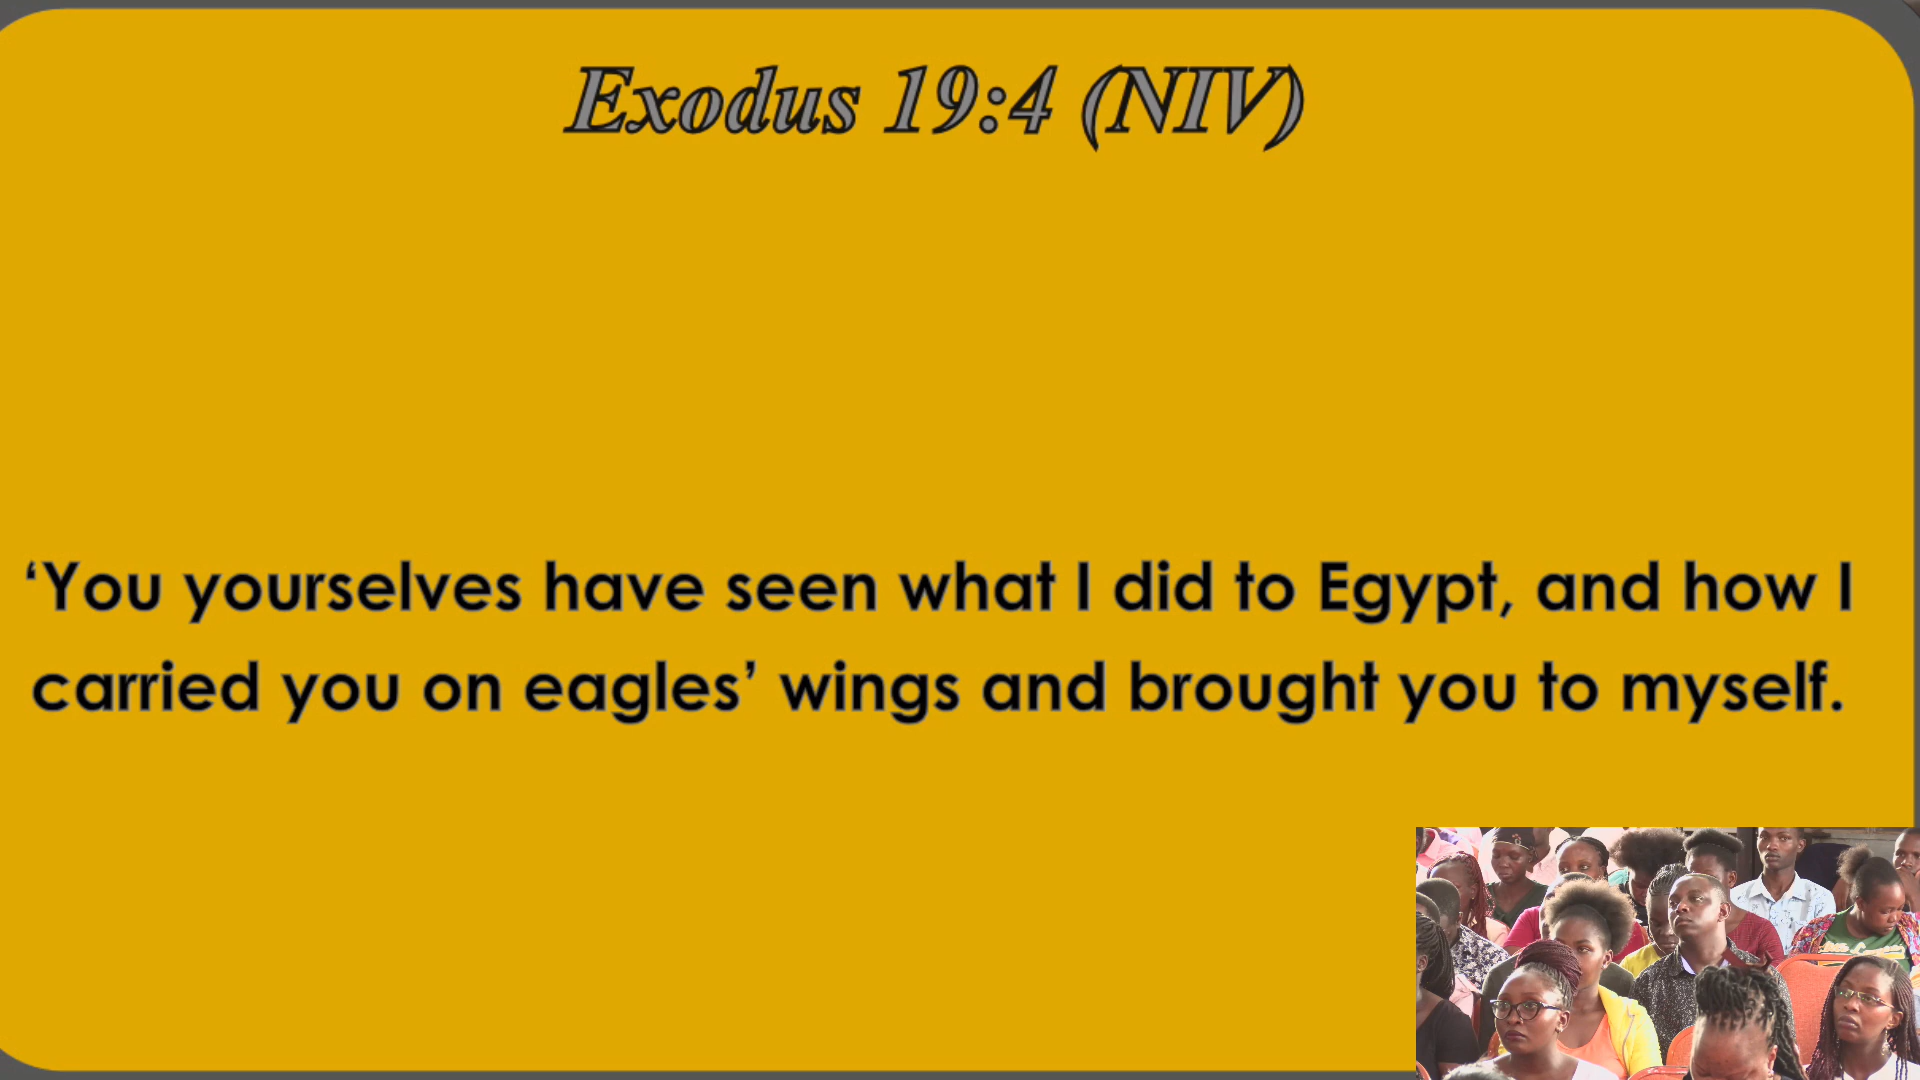 Exodus 19:4 (NIV)
‘You yourselves have seen what I did to Egypt, and how I
carried you on eagles’ wings and brought you to myself.